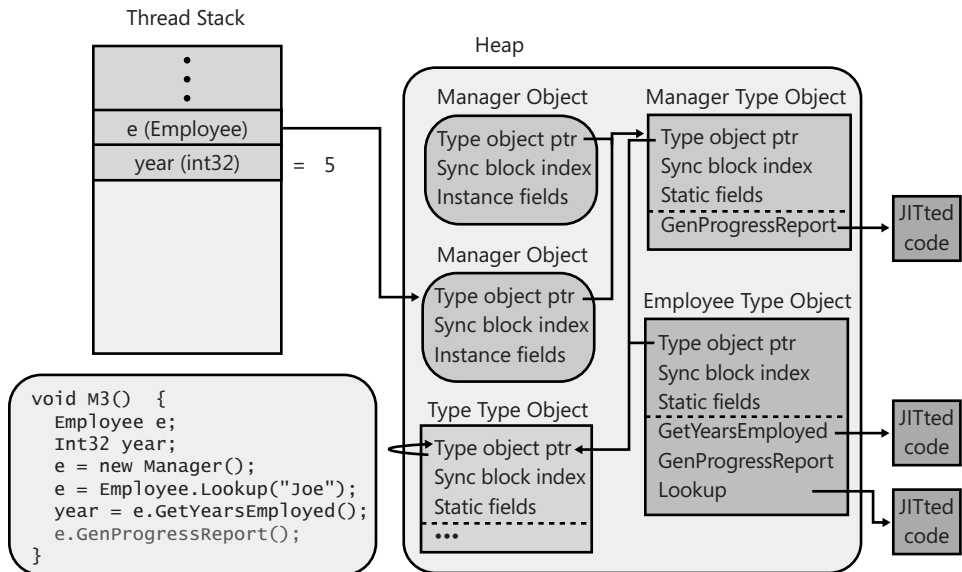 Thread Stack
e (Employee)
year (int32)
= 5
Heap
Manager Object
Type object ptr
Sync block index
Instance fields
Manager Object
Type object ptr
Sync block index
Instance fields
Type Type Object
Type object ptr
Sync block index
Static fields
•••
Manager Type Object
Type object ptr
Sync block index
Static fields
GenProgressReport
JITted
code
Employee Type Object
Type object ptr
Sync block index
Static fields
GetYearsEmployed
GenProgressReport
Lookup
JITted
code
JITted
code
void M3() {
Employee e;
Int32 year;
e = new Manager();
e = Employee.Lookup("Joe");
year = e.GetYearsEmployed();
e.GenProgressReport();
}